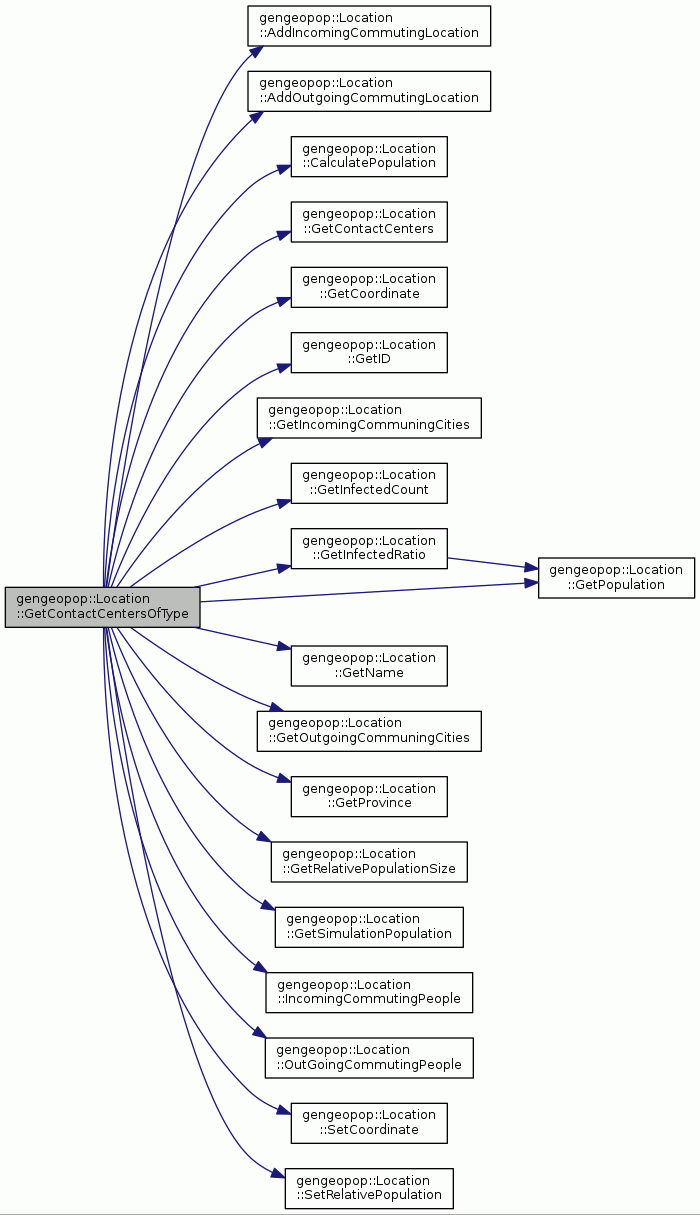 gengeopop::Location
::AddIncomingCommutingLocation
gengeopop::Location
::AddOutgoingCommutingLocation
gengeopop::Location
::CalculatePopulation
gengeopop::Location
::GetContactCenters
gengeopop::Location
::GetCoordinate
gengeopop::Location
::GetID
gengeopop::Location
::GetIncomingCommuningCities
gengeopop::Location
::GetInfectedCount
gengeopop::Location
::GetInfectedRatio
gengeopop::Location
::GetPopulation
gengeopop::Location
::GetContactCentersOfType
gengeopop::Location
::GetName
gengeopop::Location
::GetOutgoingCommuningCities
gengeopop::Location
::GetProvince
gengeopop::Location
::GetRelativePopulationSize
gengeopop::Location
::GetSimulationPopulation
gengeopop::Location
::IncomingCommutingPeople
gengeopop::Location
::OutGoingCommutingPeople
gengeopop::Location
::SetCoordinate
gengeopop::Location
::SetRelativePopulation